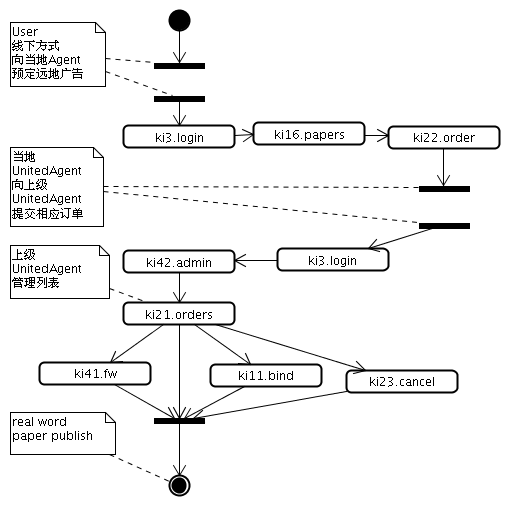 User
线下方式
向当地Agent
预定远地广告
ki3.login
ki16.papers
ki22.order
当地
UnitedAgent
向上级
UnitedAgent
提交相应订单
上级
UnitedAgent
管理列表
ki42.admin
ki3.login
ki21.orders
ki41.fw
ki11.bind
ki23.cancel
real word
paper publish